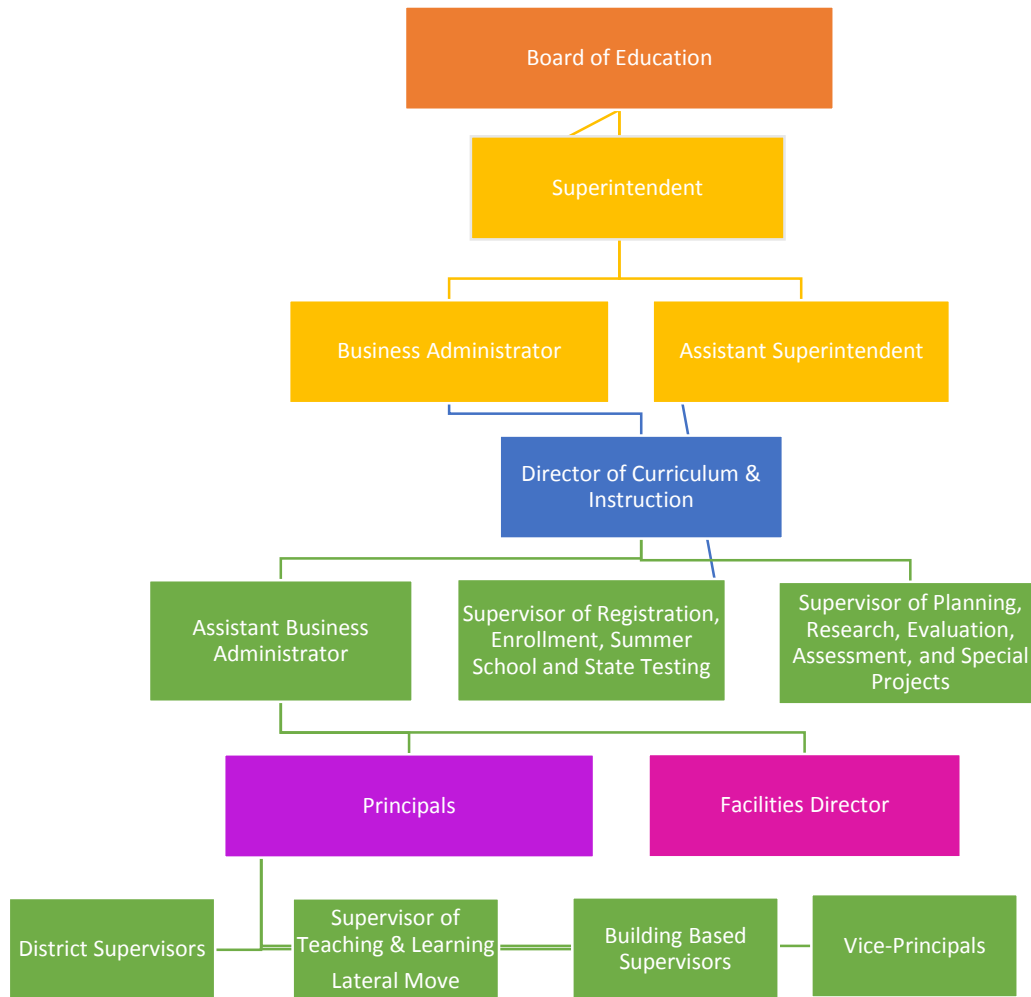 Board of Education
Superintendent
Business Administrator
Assistant Superintendent
Director of Curriculum &
Instruction
Assistant Business
Administrator
Supervisor of Registration,
Enrollment, Summer
School and State Testing
Supervisor of Planning,
Research, Evaluation,
Assessment, and Special
Projects
Principals
Facilities Director
District Supervisors
Supervisor of
Teaching & Learning
Lateral Move
Building Based
Supervisors
Vice-Principals